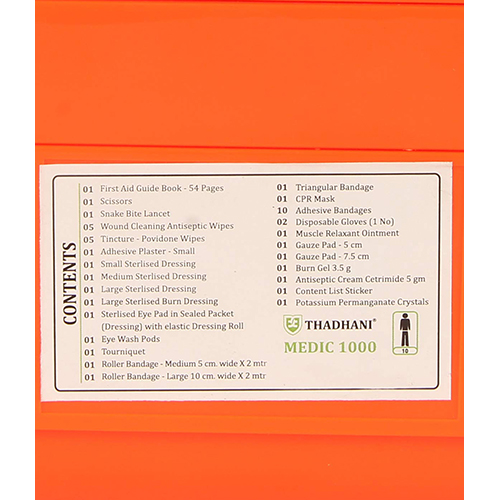 CONTENTS
01 First Aid Guide Book - 54 Pages
01 Scissors
01 Snake Bite Lancet
05 Wound Cleaning Antiseptic Wipes
05 Tincture - Povidone Wipes
01 Adhesive Plaster - Small
01 Small Sterlised Dressing
01 Medium Sterlised Dressing
01 Large Sterlised Dressing
01 Large Sterlised Burn Dressing
01 Sterlised Eye Pad in Sealed Packet
(Dressing) with elastic Dressing Roll
01 Eye Wash Pods
01 Tourniquet
01 Roller Bandage - Medium 5 cm. wide X 2 mtr
01 Roller Bandage - Large 10 cm. wide X 2 mtr
01 Triangular Bandage
01 CPR Mask
10 Adhesive Bandages
02 Disposable Gloves (1 No)
01 Muscle Relaxant Ointment
01 Gauze Pad - 5 cm
01 Gauze Pad - 7.5 cm
01 Burn Gel 3.5 g
01 Antiseptic Cream Cetrimide 5 gm
01 Content List Sticker
01 Potassium Permanganate Crystals
THADHANI®
MEDIC 1000
10